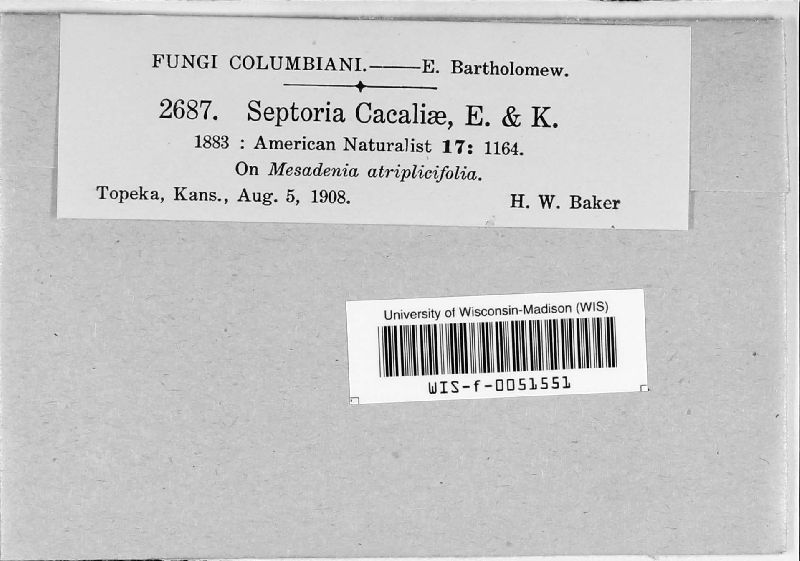 FUNGI COLUMBIANI.——E. Bartholomew.
2687. Septoria Cacaliæ, E. & K.
1883 : American Naturalist 17: 1164.
On Mesadenia atriplicifolia.
Topeka, Kans., Aug. 5, 1908. H. W. Baker
University of Wisconsin-Madison (WIS)
WIS-f-0051551